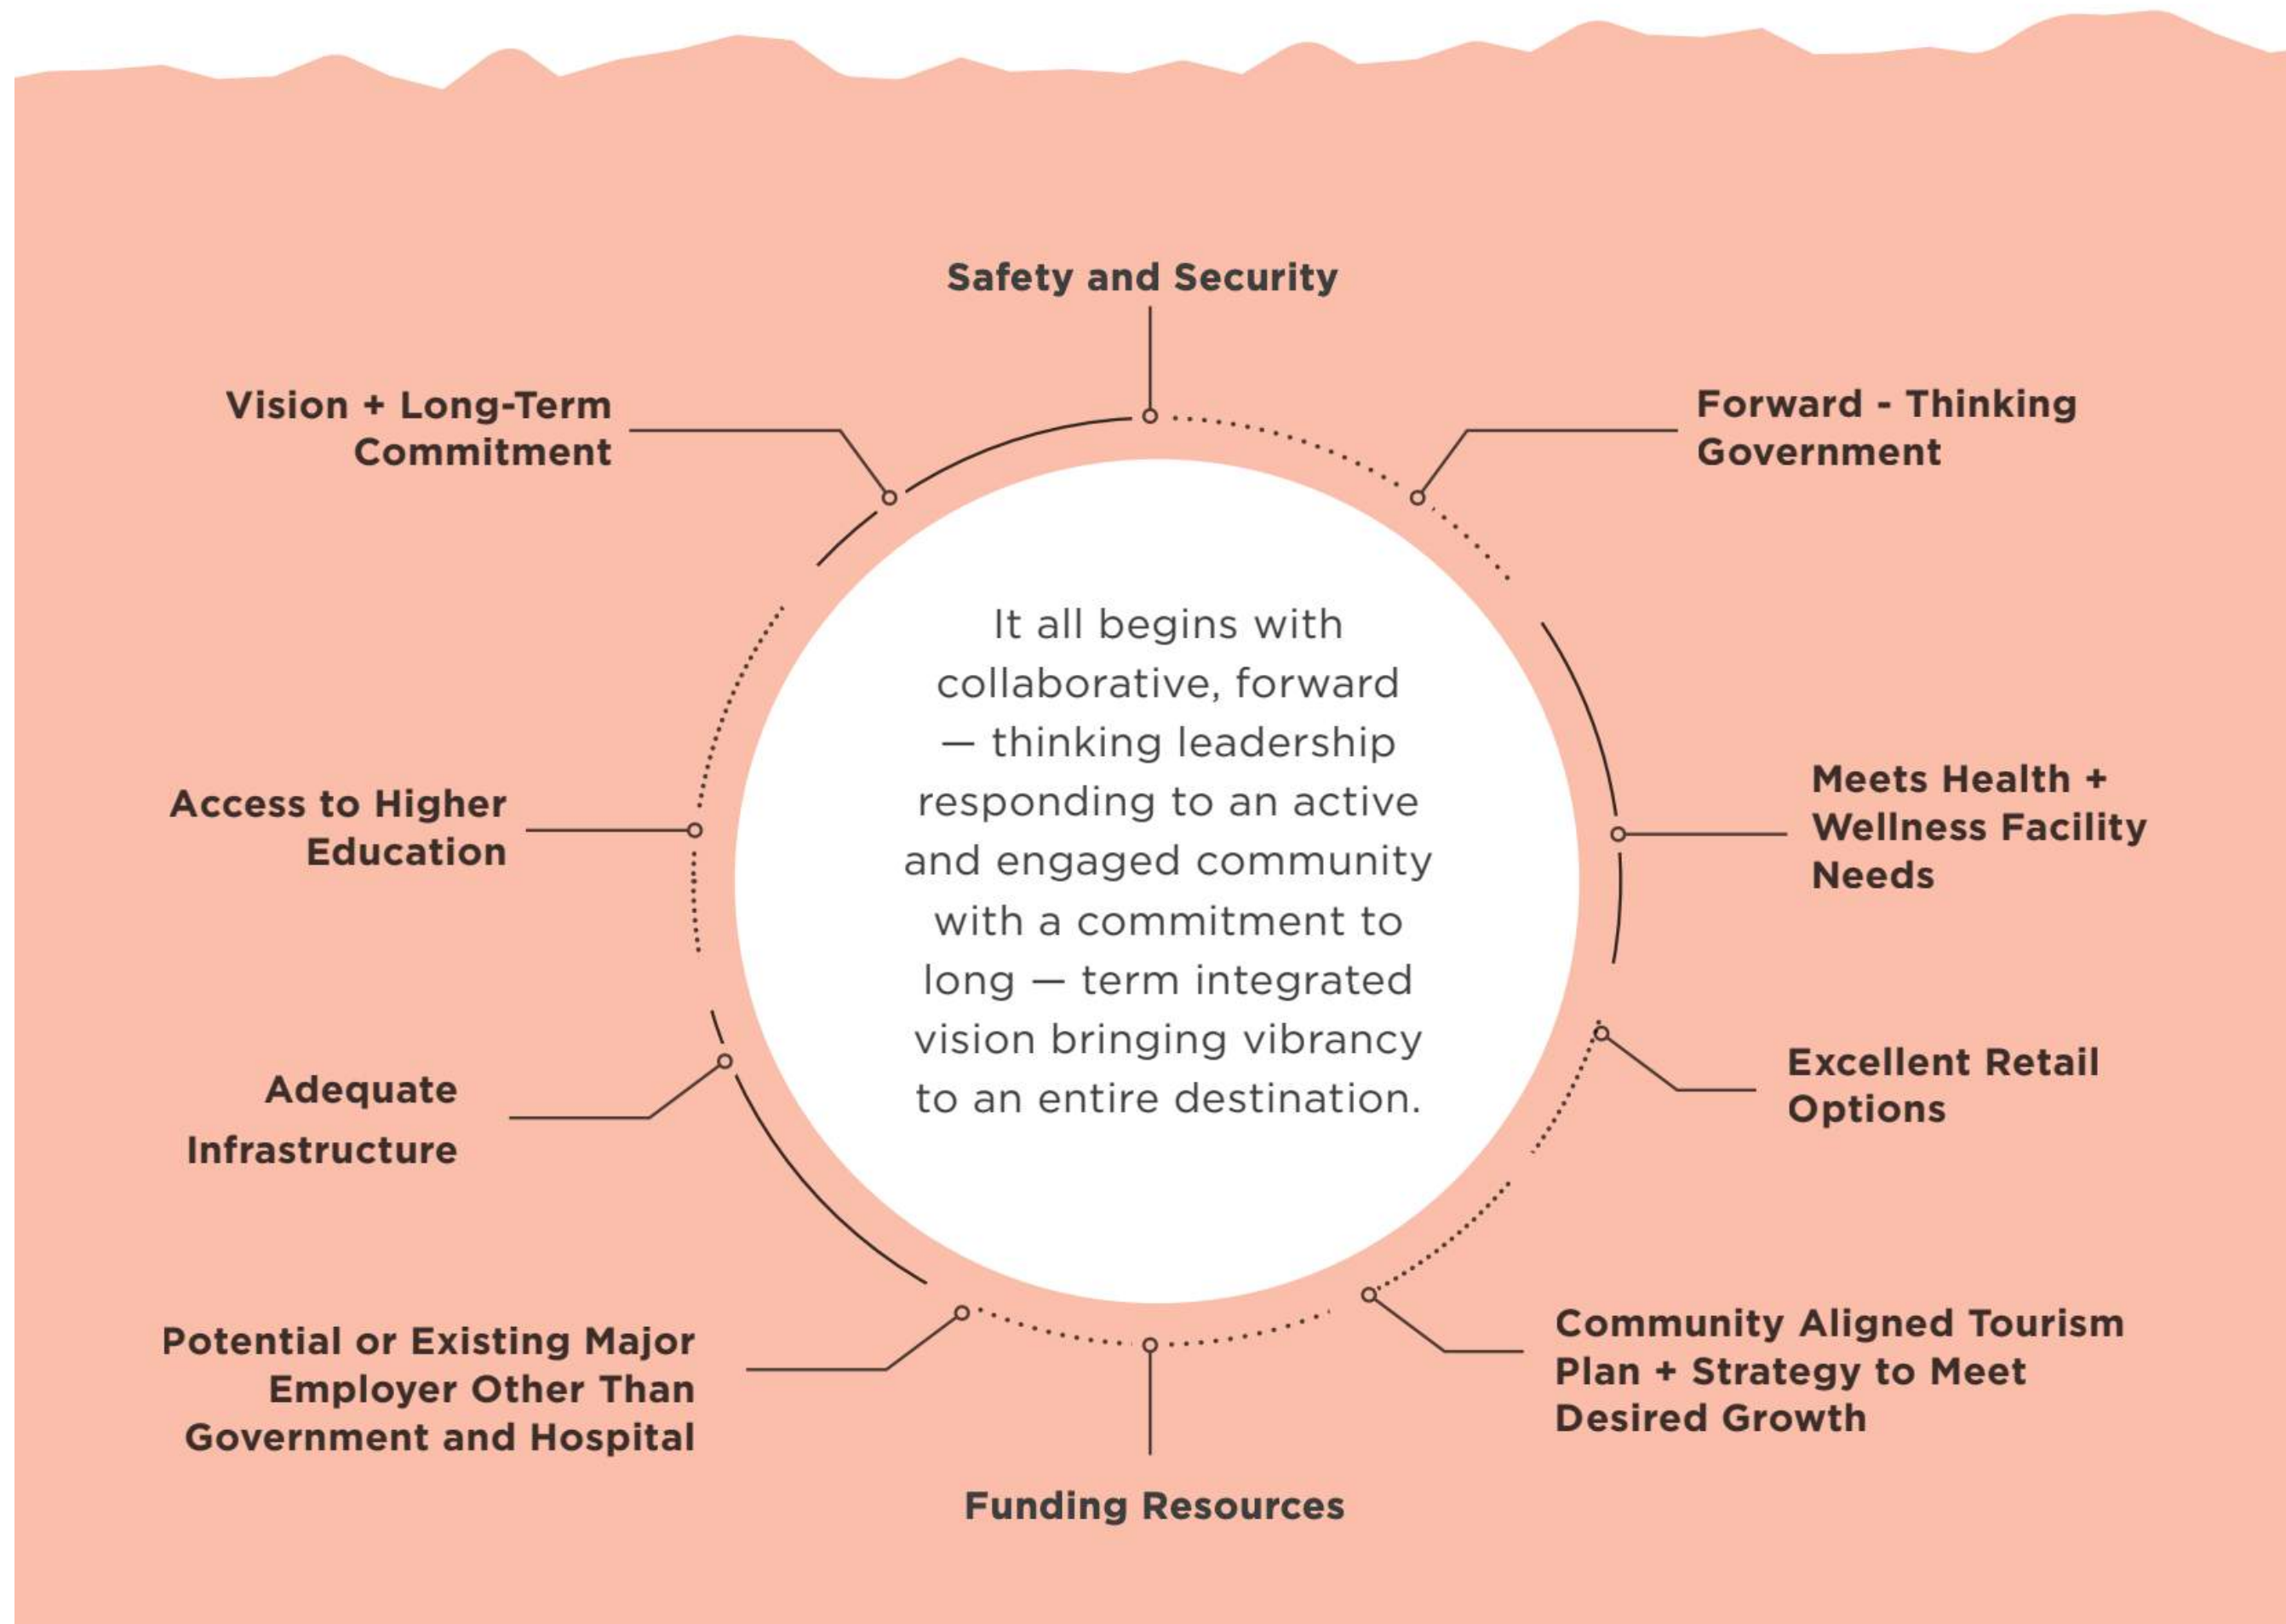 Safety and Security
Vision + Long-Term
Commitment
Forward - Thinking
Government
It all begins with
collaborative, forward
— thinking leadership
responding to an active
and engaged community
with a commitment to
long — term integrated
vision bringing vibrancy
to an entire destination.
Access to Higher
Education
Meets Health +
Wellness Facility
Needs
Adequate
Infrastructure
Excellent Retail
Options
Potential or Existing Major
Employer Other Than
Government and Hospital
Community Aligned Tourism
Plan + Strategy to Meet
Desired Growth
Funding Resources